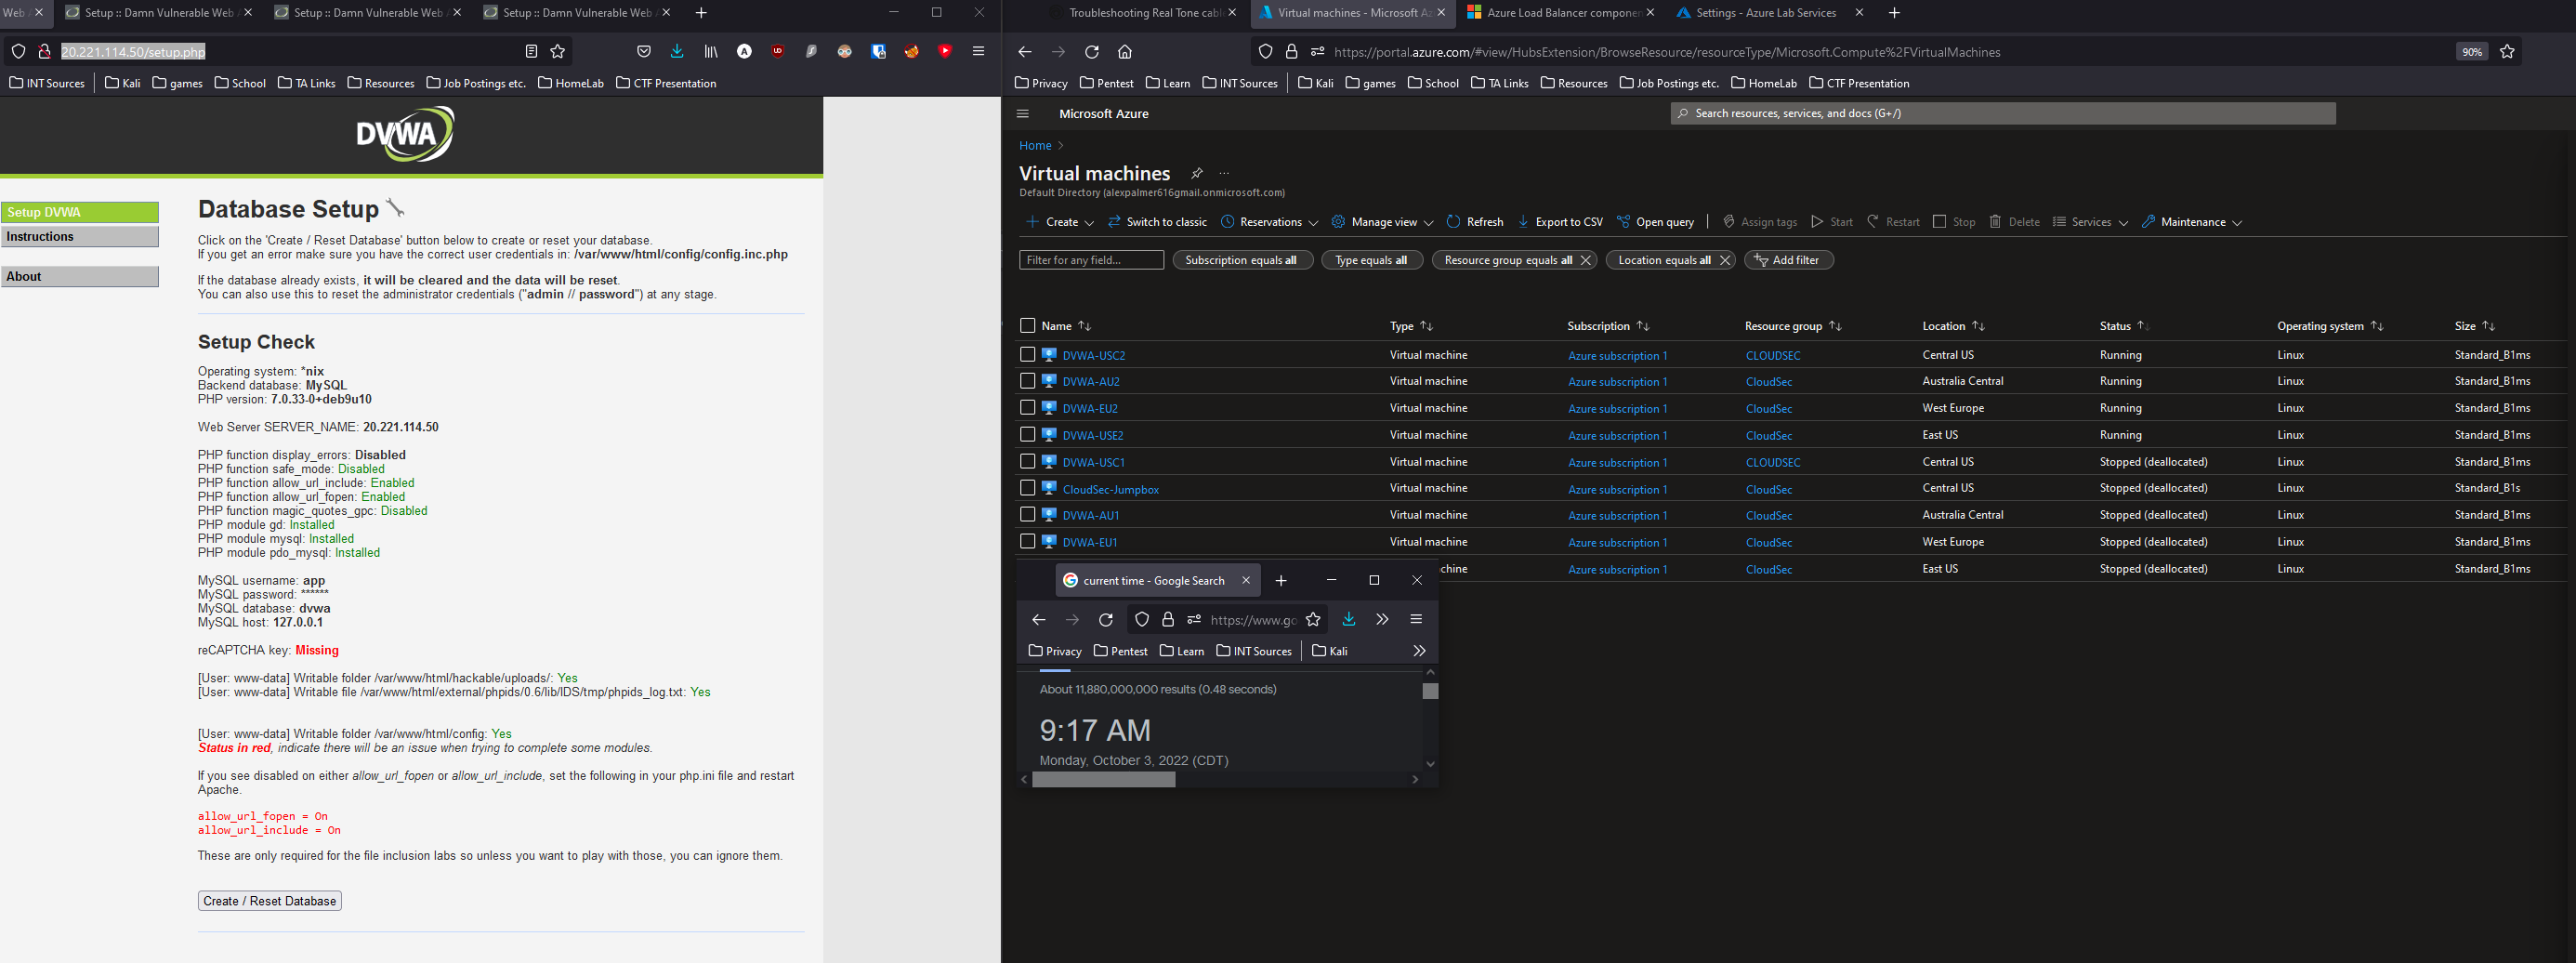 Web A
Setup :: Damn Vulnerable Web A
Setup :: Damn Vulnerable Web A
Setup :: Damn Vulnerable Web A
20.221.114.50/setup.php
INT Sources
Kali
games
School
TA Links
Resources
Job Postings etc.
HomeLab
CTF Presentation
DVWA
Setup DVWA
Instructions
About
Database Setup
Click on the 'Create / Reset Database' button below to create or reset your database.
If you get an error make sure you have the correct user credentials in: /var/www/html/config/config.inc.php
If the database already exists, it will be cleared and the data will be reset.
You can also use this to reset the administrator credentials ("admin // password") at any stage.
Setup Check
Operating system: *nix
Backend database: MySQL
PHP version: 7.0.33-0+deb9u10
Web Server SERVER_NAME: 20.221.114.50
PHP function display_errors: Disabled
PHP function safe_mode: Disabled
PHP function allow_url_include: Enabled
PHP function allow_url_fopen: Enabled
PHP function magic_quotes_gpc: Disabled
PHP module gd: Installed
PHP module mysql: Installed
PHP module pdo_mysql: Installed
MySQL username: app
MySQL password: ******
MySQL database: dvwa
MySQL host: 127.0.0.1
reCAPTCHA key: Missing
[User: www-data] Writable folder /var/www/html/hackable/uploads/: Yes
[User: www-data] Writable file /var/www/html/external/phpids/0.6/lib/IDS/tmp/phpids_log.txt: Yes
[User: www-data] Writable folder /var/www/html/config: Yes
Status in red, indicate there will be an issue when trying to complete some modules.
If you see disabled on either allow_url_fopen or allow_url_include, set the following in your php.ini file and restart
Apache.
allow_url_fopen = On
allow_url_include = On
These are only required for the file inclusion labs so unless you want to play with those, you can ignore them.
Create / Reset Database
Troubleshooting Real Tone cabl
Virtual machines - Microsoft Az
Azure Load Balancer componen
Settings - Azure Lab Services
https://portal.azure.com/#view/HubsExtension/BrowseResource/resourceType/Microsoft.Compute%2FVirtualMachines
90%
Privacy
Pentest
Learn
INT Sources
Kali
games
School
TA Links
Resources
Job Postings etc.
HomeLab
CTF Presentation
Microsoft Azure
Search resources, services, and docs (G+/)
Home >
Virtual machines ...
Default Directory (alexpalmer616gmail.onmicrosoft.com)
Create
Switch to classic
Reservations
Manage view
Refresh
Export to CSV
Open query
Assign tags
Start
Restart
Stop
Delete
Services
Maintenance
Filter for any field...
Subscription equals all
Type equals all
Resource group equals all
Location equals all
Add filter
Name Type Subscription Resource group Location Status Operating system Size
DVWA-USC2 Virtual machine Azure subscription 1 CLOUDSEC Central US Running Linux Standard_B1ms
DVWA-AU2 Virtual machine Azure subscription 1 CloudSec Australia Central Running Linux Standard_B1ms
DVWA-EU2 Virtual machine Azure subscription 1 CloudSec West Europe Running Linux Standard_B1ms
DVWA-USE2 Virtual machine Azure subscription 1 CloudSec East US Running Linux Standard_B1ms
DVWA-USC1 Virtual machine Azure subscription 1 CLOUDSEC Central US Stopped (deallocated) Linux Standard_B1ms
CloudSec-Jumpbox Virtual machine Azure subscription 1 CloudSec Central US Stopped (deallocated) Linux Standard_B1s
DVWA-AU1 Virtual machine Azure subscription 1 CloudSec Australia Central Stopped (deallocated) Linux Standard_B1ms
DVWA-EU1 Virtual machine Azure subscription 1 CloudSec West Europe Stopped (deallocated) Linux Standard_B1ms
machine Azure subscription 1 CloudSec East US Stopped (deallocated) Linux Standard_B1ms
current time - Google Search
https://www.go
Privacy
Pentest
Learn
INT Sources
Kali
About 11,880,000,000 results (0.48 seconds)
9:17 AM
Monday, October 3, 2022 (CDT)